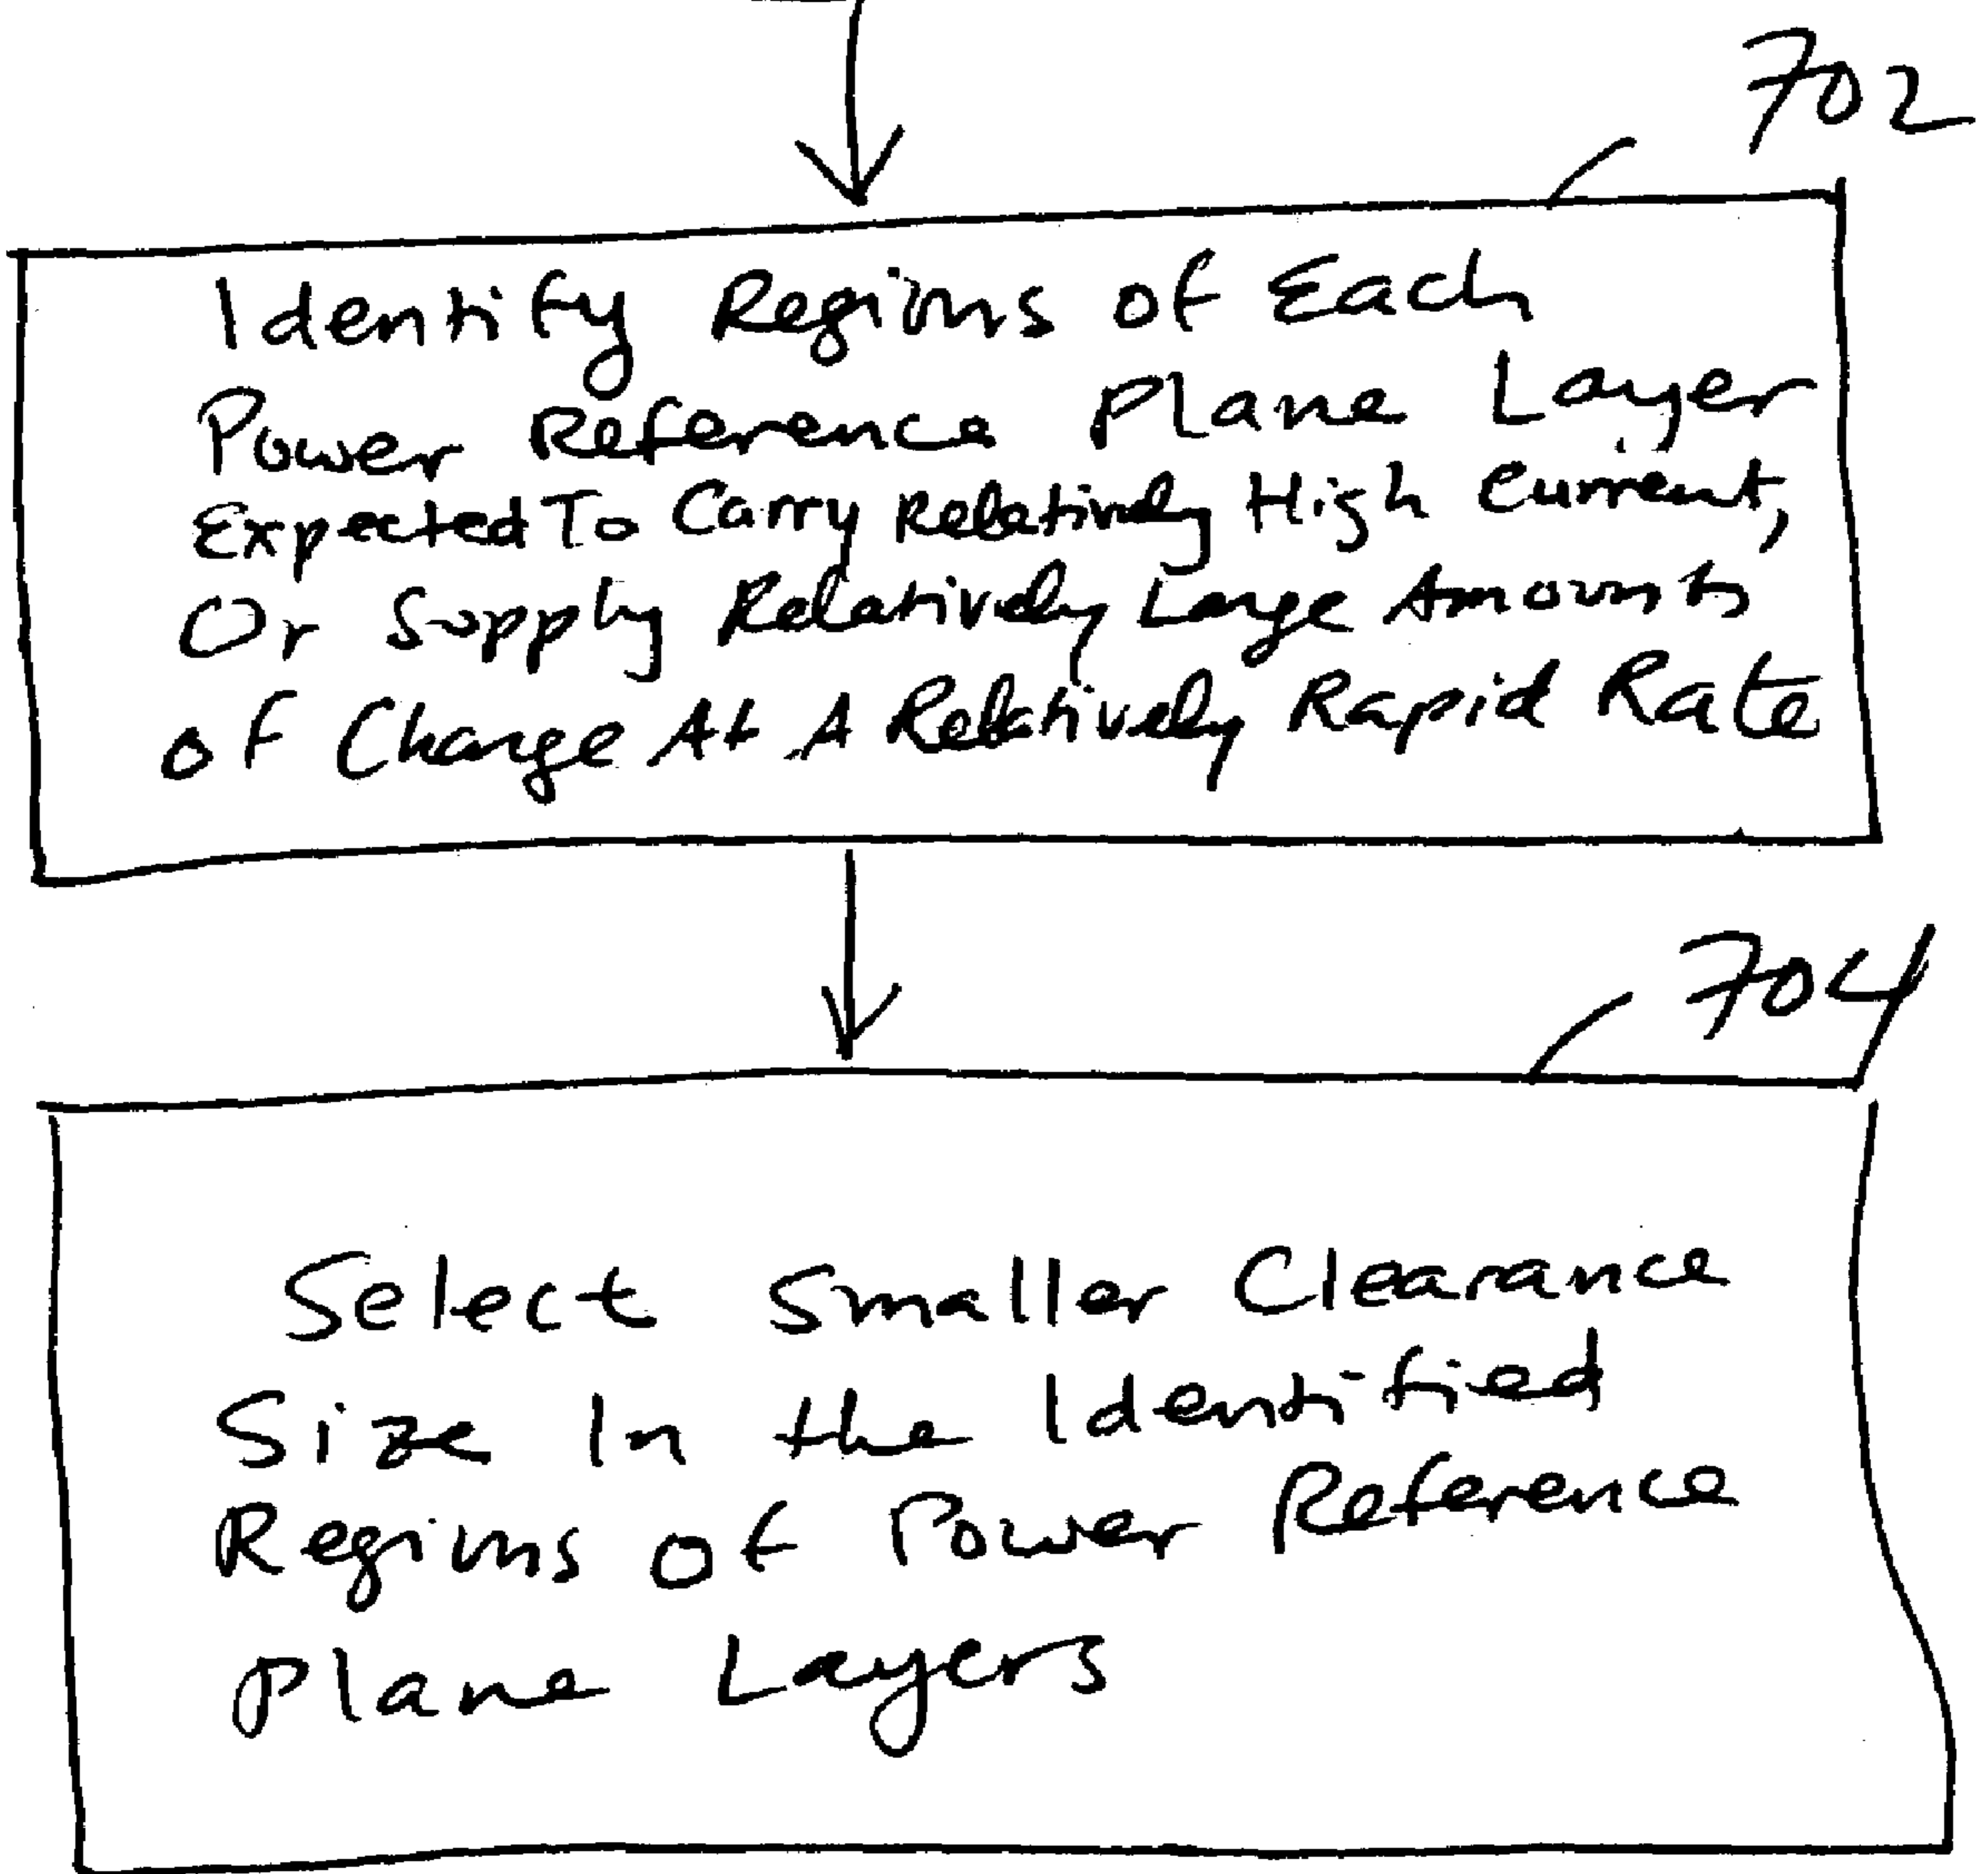 702
Identify Regions of Each
Power Reference Plane Layer
Expected To Carry Relatively High Current,
Or Supply Relatively Large Amounts
of Charge At A Relatively Rapid Rate
704
Select Smaller Clearance
Size In the Identified
Regions of Power Reference
Plane Layers